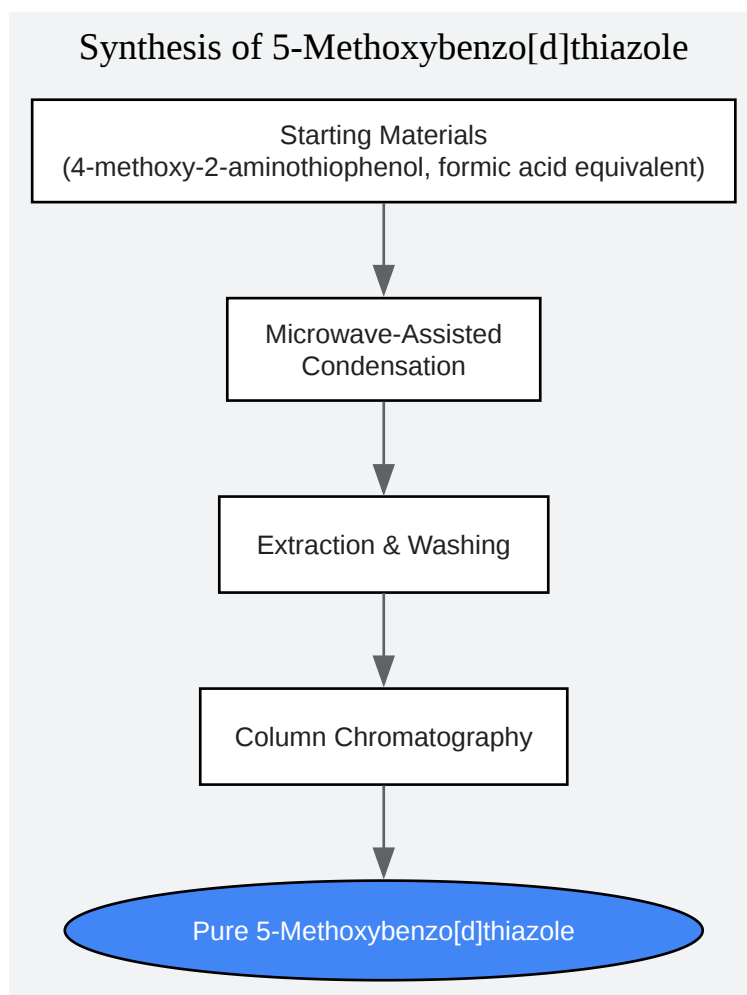 Synthesis of 5-Methoxybenzo[d]thiazole
Starting Materials
(4-methoxy-2-aminothiophenol, formic acid equivalent)
Microwave-Assisted
Condensation
Extraction & Washing
Column Chromatography
Pure 5-Methoxybenzo[d]thiazole